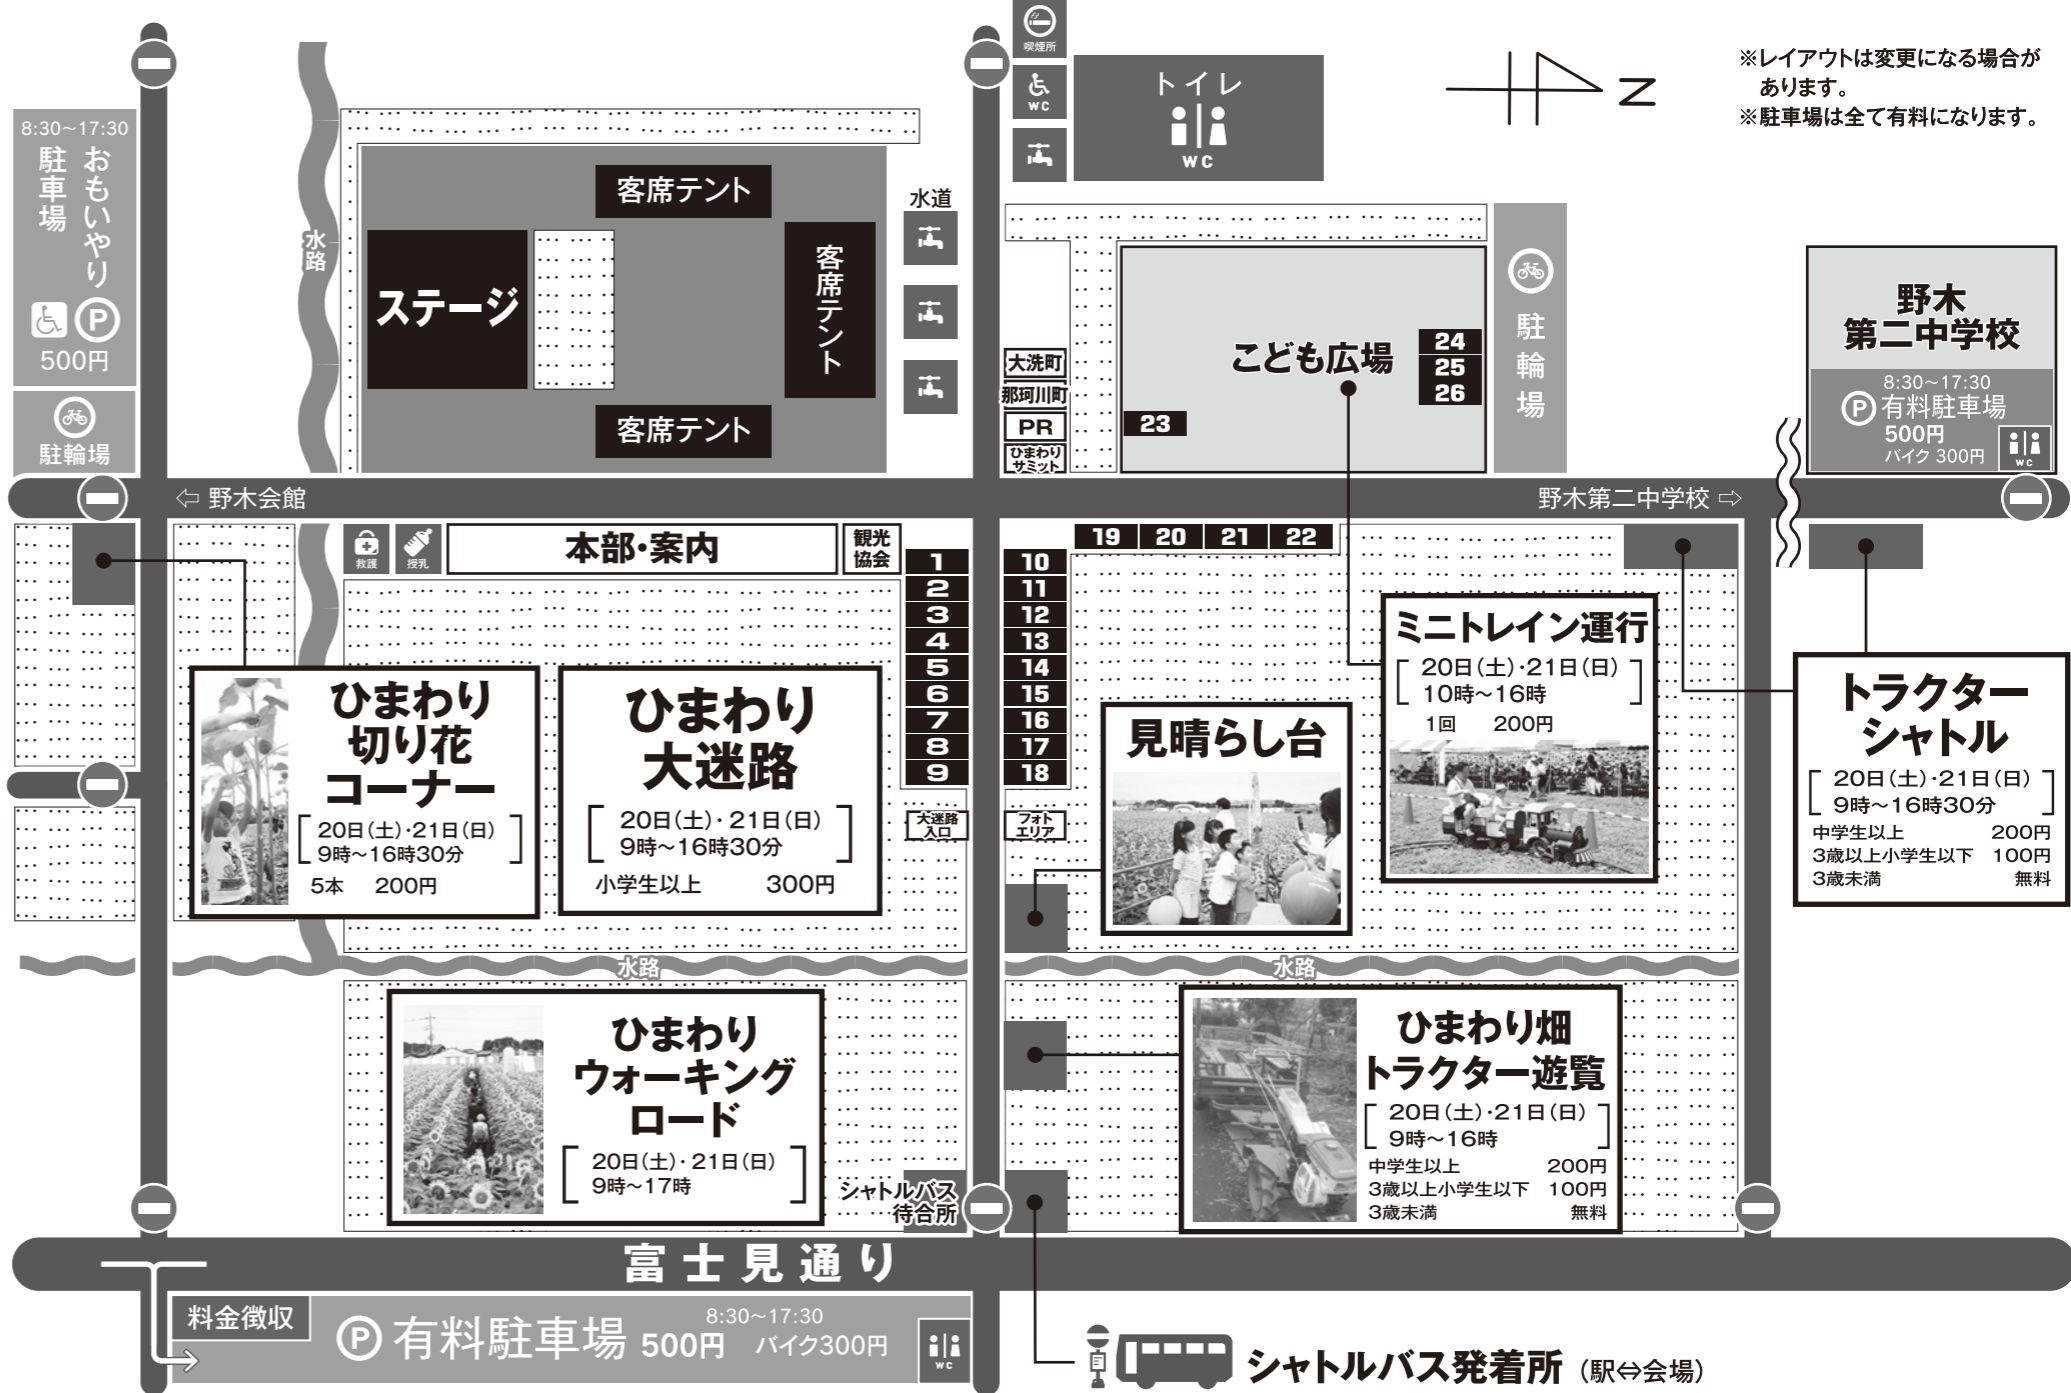 喫煙所
WC
トイレ
WC
N
※レイアウトは変更になる場合が
あります。
※駐車場は全て有料になります。
8:30～17:30
おもいやり
駐車場
P
500円
駐輪場
水路
客席テント
ステージ
客席テント
客席テント
水道
大洗町
那珂川町
PR
ひまわり
サミット
こども広場
23
24
25
26
駐輪場
野木
第二中学校
8:30～17:30
P 有料駐車場
500円
バイク 300円
WC
⇦ 野木会館
野木第二中学校 ⇨
救護
授乳
本部・案内
観光
協会
1
2
3
4
5
6
7
8
9
大迷路
入口
10
11
12
13
14
15
16
17
18
フォト
エリア
19 20 21 22
ひまわり
切り花
コーナー
20日(土)・21日(日)
9時～16時30分
5本 200円
ひまわり
大迷路
20日(土)・21日(日)
9時～16時30分
小学生以上 300円
見晴らし台
ミニトレイン運行
20日(土)・21日(日)
10時～16時
1回 200円
トラクター
シャトル
20日(土)・21日(日)
9時～16時30分
中学生以上 200円
3歳以上小学生以下 100円
3歳未満 無料
水路
水路
ひまわり
ウォーキング
ロード
20日(土)・21日(日)
9時～17時
シャトルバス
待合所
ひまわり畑
トラクター遊覧
20日(土)・21日(日)
9時～16時
中学生以上 200円
3歳以上小学生以下 100円
3歳未満 無料
富士見通り
料金徴収
P 有料駐車場 500円
8:30～17:30
バイク300円
WC
シャトルバス発着所 (駅⇔会場)